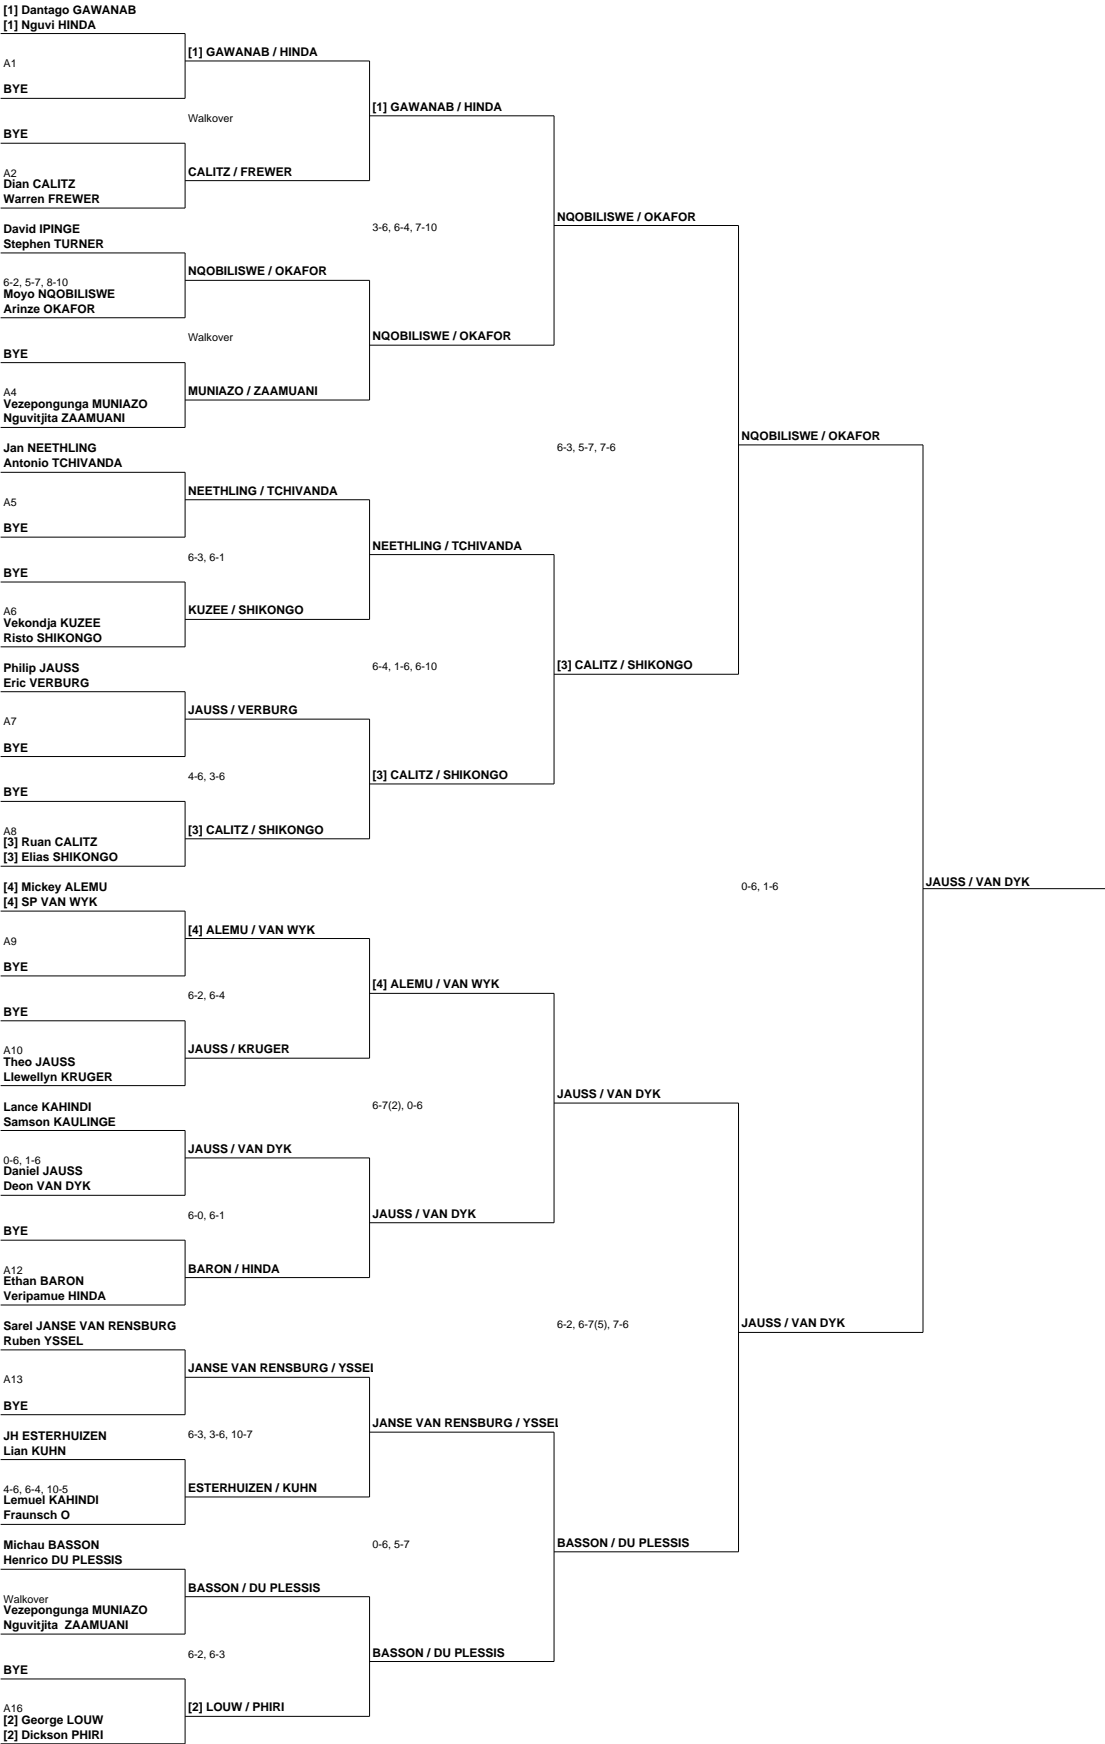 [1] Dantago GAWANAB
[1] Nguvi HINDA
[1] GAWANAB / HINDA
A1
BYE
[1] GAWANAB / HINDA
Walkover
BYE
A2
CALITZ / FREWER
Dian CALITZ
Warren FREWER
NQOBILISWE / OKAFOR
3-6, 6-4, 7-10
David IPINGE
Stephen TURNER
NQOBILISWE / OKAFOR
6-2, 5-7, 8-10
Moyo NQOBILISWE
Arinze OKAFOR
Walkover
NQOBILISWE / OKAFOR
BYE
A4
MUNIAZO / ZAAMUANI
Vezepongunga MUNIAZO
Nguvitjita ZAAMUANI
NQOBILISWE / OKAFOR
6-3, 5-7, 7-6
Jan NEETHLING
Antonio TCHIVANDA
NEETHLING / TCHIVANDA
A5
BYE
NEETHLING / TCHIVANDA
6-3, 6-1
BYE
A6
KUZEE / SHIKONGO
Vekondja KUZEE
Risto SHIKONGO
6-4, 1-6, 6-10
[3] CALITZ / SHIKONGO
Philip JAUSS
Eric VERBURG
JAUSS / VERBURG
A7
BYE
4-6, 3-6
[3] CALITZ / SHIKONGO
BYE
A8
[3] CALITZ / SHIKONGO
[3] Ruan CALITZ
[3] Elias SHIKONGO
0-6, 1-6
JAUSS / VAN DYK
[4] Mickey ALEMU
[4] SP VAN WYK
[4] ALEMU / VAN WYK
A9
BYE
[4] ALEMU / VAN WYK
6-2, 6-4
BYE
A10
JAUSS / KRUGER
Theo JAUSS
Llewellyn KRUGER
JAUSS / VAN DYK
6-7(2), 0-6
Lance KAHINDI
Samson KAULINGE
JAUSS / VAN DYK
0-6, 1-6
Daniel JAUSS
Deon VAN DYK
6-0, 6-1
JAUSS / VAN DYK
BYE
A12
BARON / HINDA
Ethan BARON
Veripamue HINDA
6-2, 6-7(5), 7-6
JAUSS / VAN DYK
Sarel JANSE VAN RENSBURG
Ruben YSSEL
JANSE VAN RENSBURG / YSSEL
A13
BYE
JANSE VAN RENSBURG / YSSEL
6-3, 3-6, 10-7
JH ESTERHUIZEN
Lian KUHN
ESTERHUIZEN / KUHN
4-6, 6-4, 10-5
Lemuel KAHINDI
Fraunsch O
0-6, 5-7
BASSON / DU PLESSIS
Michau BASSON
Henrico DU PLESSIS
BASSON / DU PLESSIS
Walkover
Vezepongunga MUNIAZO
Nguvitjita ZAAMUANI
6-2, 6-3
BASSON / DU PLESSIS
BYE
A16
[2] LOUW / PHIRI
[2] George LOUW
[2] Dickson PHIRI